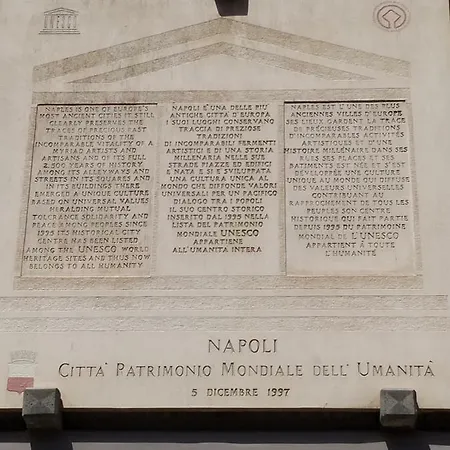 UNESCO
NAPLES IS ONE OF EUROPE'S
MOST ANCIENT CITIES IT STILL
CLEARLY PRESERVES THE
TRACES OF PRECIOUS PAST
TRADITIONS OF THE
INCOMPARABLE VITALITY OF A
MYRIAD ARTISTS AND
ARTISANS AND OF ITS FULL
2.500 YEARS OF HISTORY
AMONG ITS ALLEYWAYS AND
STREETS IN ITS SQUARES AND
IN ITS BUILDINGS THERE
EMERGED A UNIQUE CULTURE
BASED ON UNIVERSAL VALUES
HERALDING MUTUAL
TOLERANCE SOLIDARITY AND
PEACE AMONG PEOPLES SINCE
1995 ITS HISTORICAL CITY
CENTRE HAS BEEN LISTED
AMONG THE UNESCO WORLD
HERITAGE SITES AND THUS NOW
BELONGS TO ALL HUMANITY
NAPOLI È UNA DELLE PIÙ
ANTICHE CITTÀ D'EUROPA
I SUOI LUOGHI CONSERVANO
TRACCIA DI PREZIOSE
TRADIZIONI
DI INCOMPARABILI FERMENTI
ARTISTICI E DI UNA STORIA
MILLENARIA NELLE SUE
STRADE PIAZZE ED EDIFICI
È NATA E SI È SVILUPPATA
UNA CULTURA UNICA AL
MONDO CHE DIFFONDE VALORI
UNIVERSALI PER UN PACIFICO
DIALOGO TRA I POPOLI
IL SUO CENTRO STORICO
INSERITO DAL 1995 NELLA
LISTA DEL PATRIMONIO
MONDIALE UNESCO
APPARTIENE
ALL'UMANITÀ INTERA
NAPLES EST L'UNE DES PLUS
ANCIENNES VILLES D'EUROPE
SES LIEUX GARDENT LA TRACE
DE PRÉCIEUSES TRADITIONS
D'INCOMPARABLES ACTIVITÉS
ARTISTIQUES ET D'UNE
HISTOIRE MILLÉNAIRE DANS SES
RUES SES PLACES ET SES
BATIMENTS EST NÉE ET S'EST
DÉVELOPPÉE UNE CULTURE
UNIQUE AU MONDE QUI DIFFUSE
DES VALEURS UNIVERSELLES
CONTRIBUANT AU
RAPPROCHEMENT DE TOUS LES
PEUPLES SON CENTRE
HISTORIQUE QUI FAIT PARTIE
DEPUIS 1995 DU PATRIMOINE
MONDIAL DE L'UNESCO
APPARTIENT À TOUTE
L'HUMANITÉ
NAPOLI
CITTA' PATRIMONIO MONDIALE DELL'UMANITÀ
5 DICEMBRE 1997